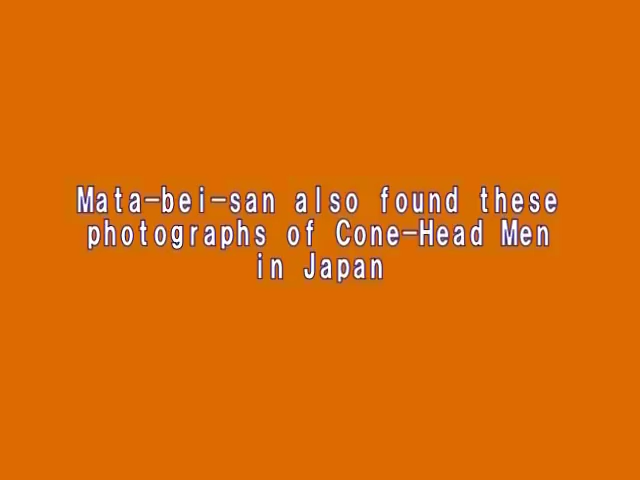 Mata-bei-san also found these
photographs of Cone-Head Men
in Japan